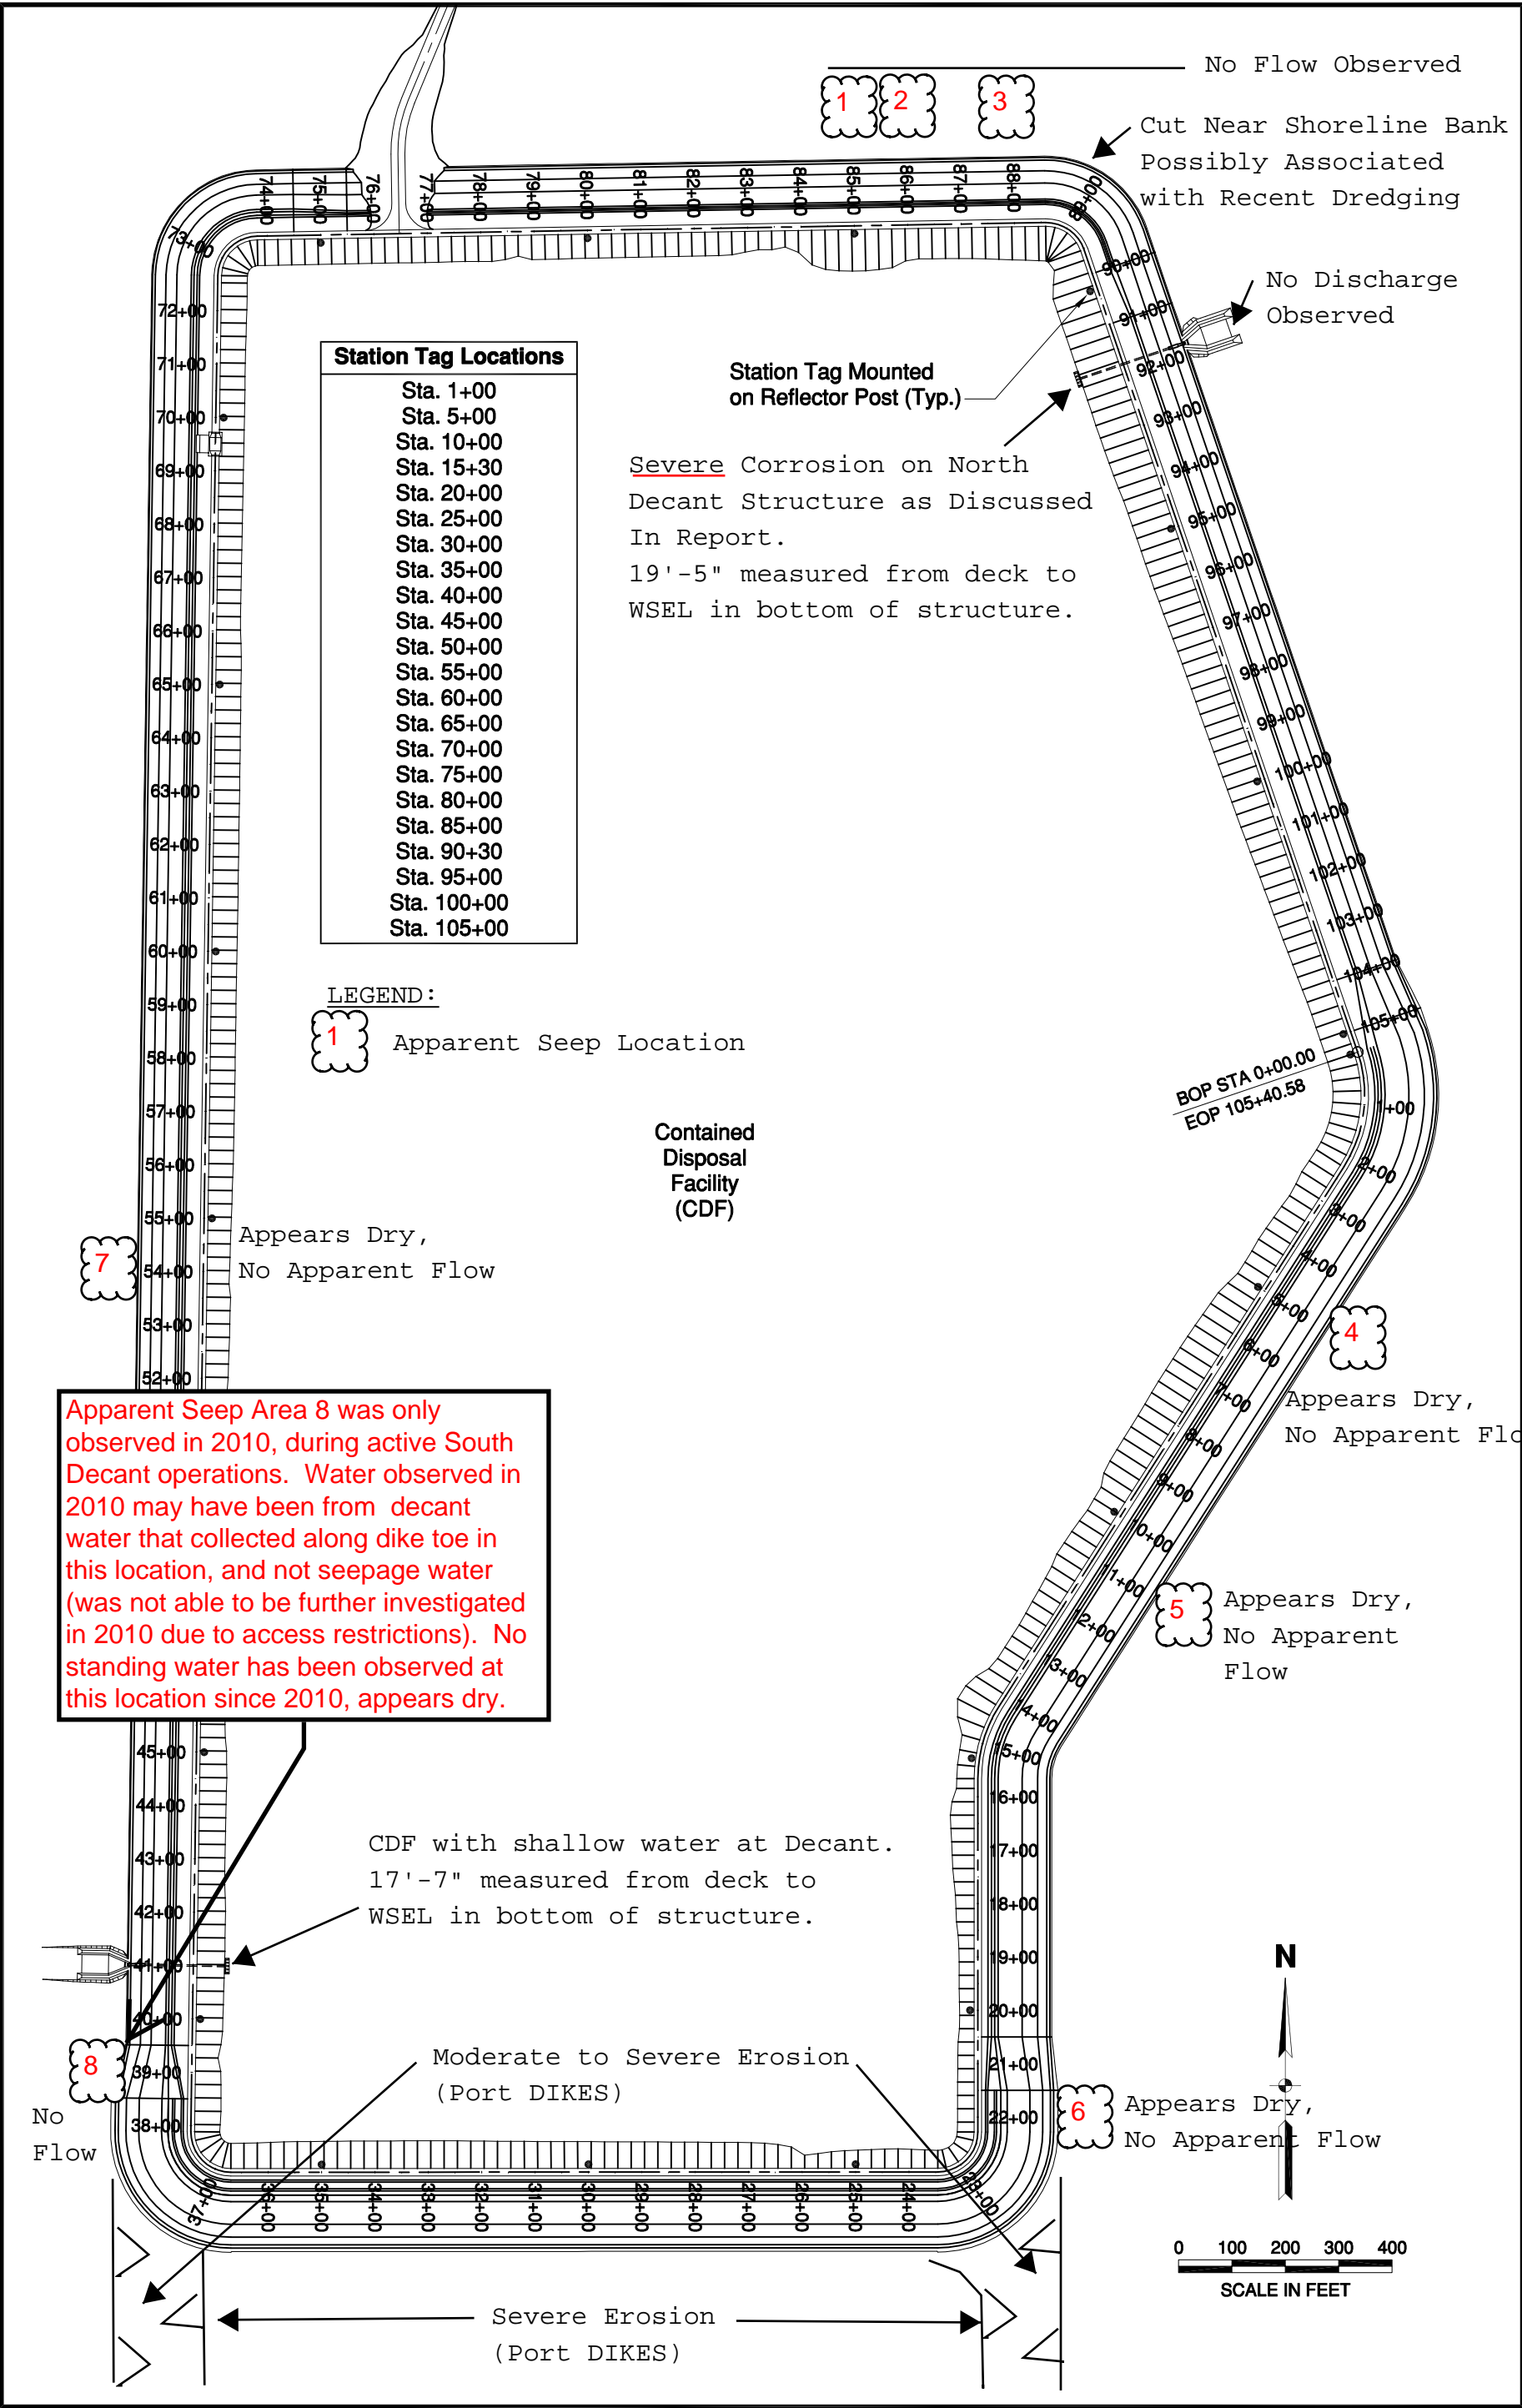 No Flow Observed
1
2
3
Cut Near Shoreline Bank
Possibly Associated
with Recent Dredging
74+00
75+00
76+00
77+00
78+00
79+00
80+00
81+00
82+00
83+00
84+00
85+00
86+00
87+00
88+00
90+00
91+00
92+00
93+00
94+00
95+00
96+00
97+00
98+00
99+00
100+00
101+00
102+00
103+00
104+00
105+00
No Discharge
Observed
73+00
72+00
71+00
70+00
69+00
68+00
67+00
66+00
65+00
64+00
63+00
62+00
61+00
60+00
59+00
58+00
57+00
56+00
55+00
54+00
53+00
52+00
Station Tag Locations
Sta. 1+00
Sta. 5+00
Sta. 10+00
Sta. 15+30
Sta. 20+00
Sta. 25+00
Sta. 30+00
Sta. 35+00
Sta. 40+00
Sta. 45+00
Sta. 50+00
Sta. 55+00
Sta. 60+00
Sta. 65+00
Sta. 70+00
Sta. 75+00
Sta. 80+00
Sta. 85+00
Sta. 90+30
Sta. 95+00
Sta. 100+00
Sta. 105+00
Station Tag Mounted
on Reflector Post (Typ.)
Severe Corrosion on North
Decant Structure as Discussed
In Report.
19'-5" measured from deck to
WSEL in bottom of structure.
LEGEND:
1
Apparent Seep Location
BOP STA 0+00.00
EOP 105+40.58
Contained
Disposal
Facility
(CDF)
1+00
2+00
3+00
4+00
5+00
6+00
7+00
8+00
9+00
10+00
11+00
12+00
13+00
14+00
15+00
16+00
17+00
18+00
19+00
20+00
21+00
22+00
7
Appears Dry,
No Apparent Flow
4
Appears Dry,
No Apparent Flo
Apparent Seep Area 8 was only
observed in 2010, during active South
Decant operations. Water observed in
2010 may have been from decant
water that collected along dike toe in
this location, and not seepage water
(was not able to be further investigated
in 2010 due to access restrictions). No
standing water has been observed at
this location since 2010, appears dry.
5
Appears Dry,
No Apparent
Flow
45+00
44+00
43+00
42+00
41+00
40+00
39+00
38+00
CDF with shallow water at Decant.
17'-7" measured from deck to
WSEL in bottom of structure.
N
8
No
Flow
Moderate to Severe Erosion
(Port DIKES)
6
Appears Dry,
No Apparent Flow
37+00
36+00
35+00
34+00
33+00
32+00
31+00
30+00
29+00
28+00
27+00
26+00
25+00
24+00
23+00
0 100 200 300 400
SCALE IN FEET
Severe Erosion
(Port DIKES)